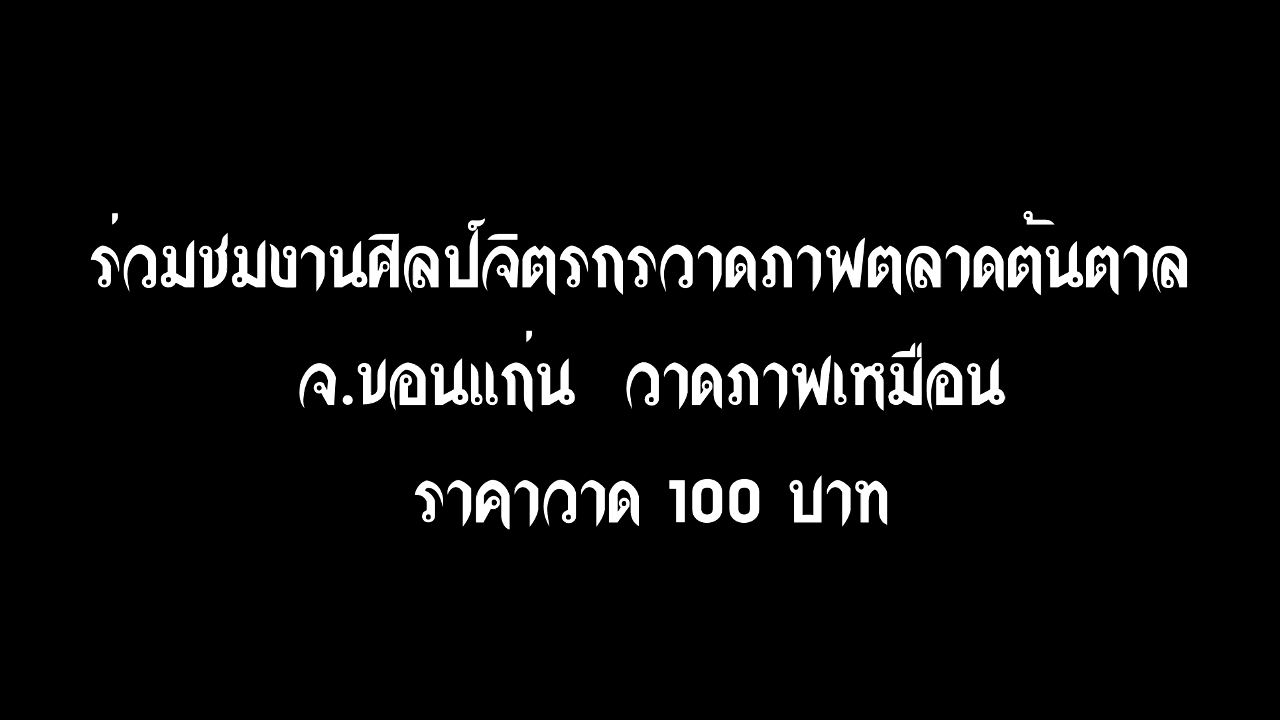 ร่วมชมงานศิลป์จิตรกรวาดภาพตลาดต้นตาล
จ.ขอนแก่น วาดภาพเหมือน
ราคาวาด 100 บาท